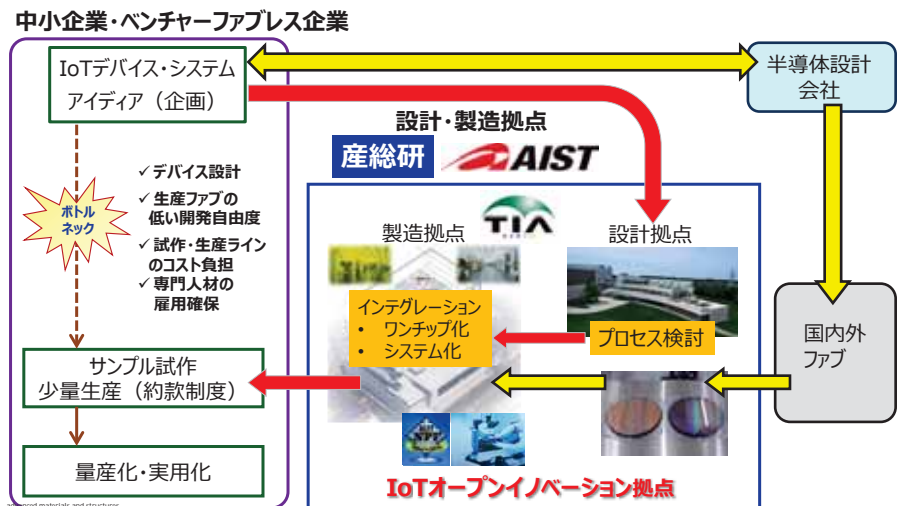 中小企業・ベンチャーファブレス企業
IoTデバイス・システム
アイディア（企画）
半導体設計
会社
設計・製造拠点
産総研
AIST
ボトル
ネック
✓デバイス設計
✓生産ファブの
低い開発自由度
✓試作・生産ライン
のコスト負担
✓専門人材の
雇用確保
TIA
製造拠点
設計拠点
インテグレーション
• ワンチップ化
• システム化
プロセス検討
国内外
ファブ
サンプル試作
少量生産（約款制度）
NPF
量産化・実用化
IoTオープンイノベーション拠点
advanced materials and structures